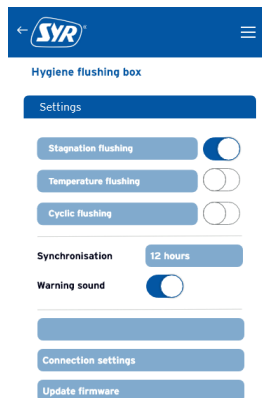 SYR®
Hygiene flushing box
Settings
Stagnation flushing
Temperature flushing
Cyclic flushing
Synchronisation 12 hours
Warning sound
Connection settings
Update firmware